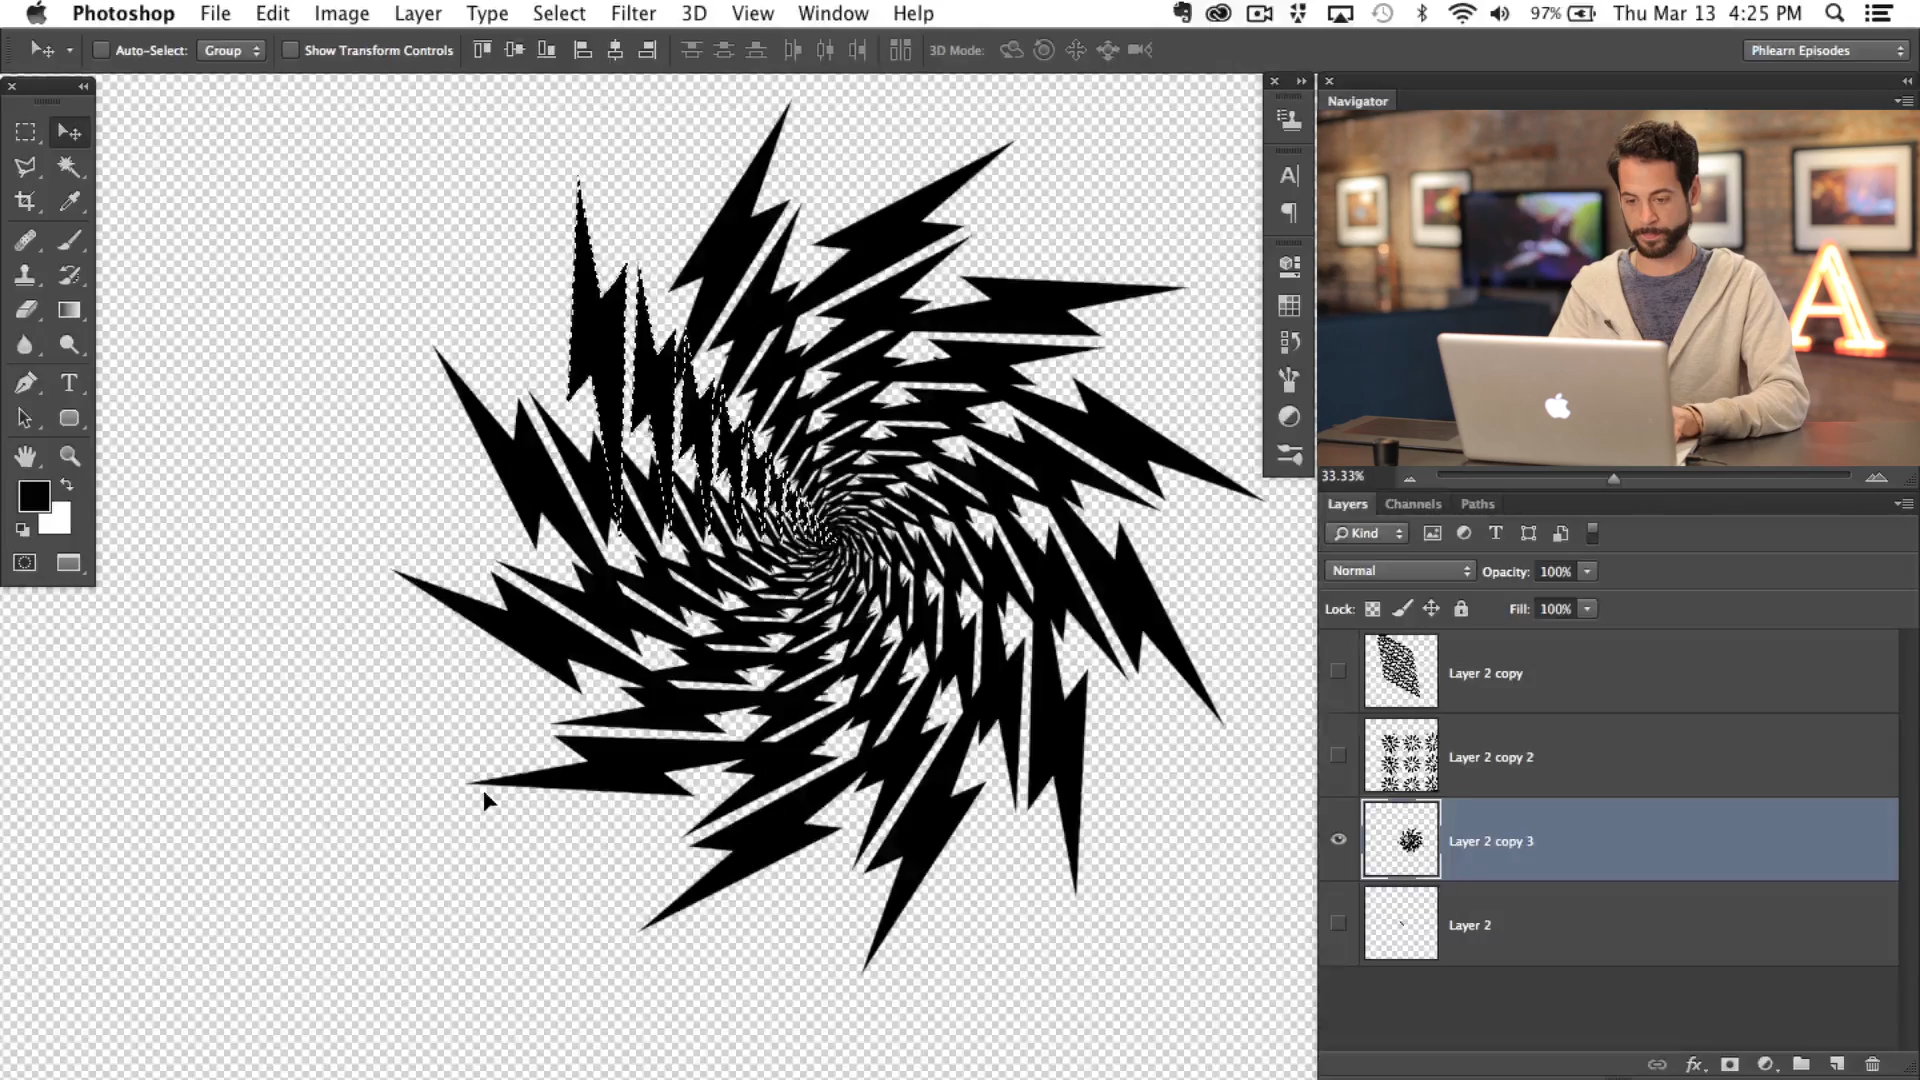 Photoshop File Edit Image Layer Type Select Filter 3D View Window Help 97% Thu Mar 13 4:25 PM
Auto-Select: Group Show Transform Controls 3D Mode: Phlearn Episodes
Navigator
A
T
A
33.33%
Layers Channels Paths
Kind T
Normal Opacity: 100%
Lock: Fill: 100%
Layer 2 copy
Layer 2 copy 2
Layer 2 copy 3
Layer 2
fx